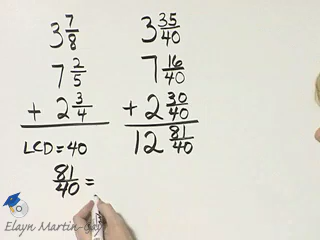 3 7/8 3 35/40
7 2/5 7 16/40
+ 2 3/4 + 2 30/40
LCD = 40 12 81/40
81/40 =
Elayn Martin-Gay